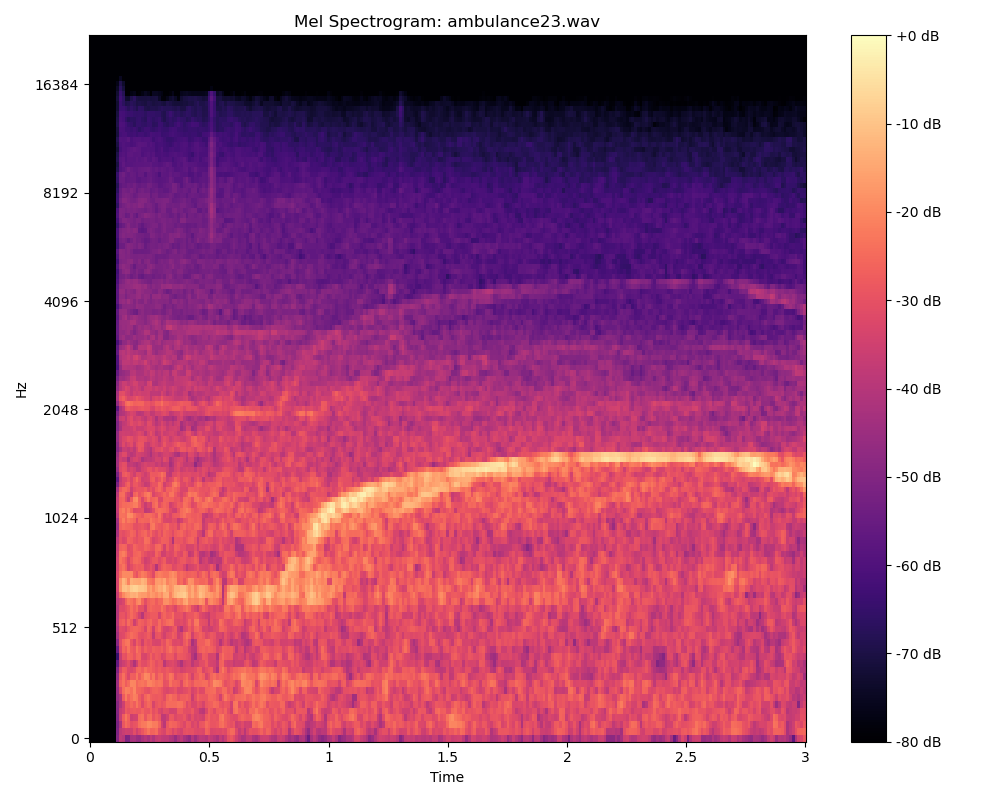 Mel Spectrogram: ambulance23.wav
+0 dB
16384
-10 dB
8192
-20 dB
4096
-30 dB
Hz
2048
-40 dB
-50 dB
1024
-60 dB
512
-70 dB
0
-80 dB
0 0.5 1 1.5 2 2.5 3
Time